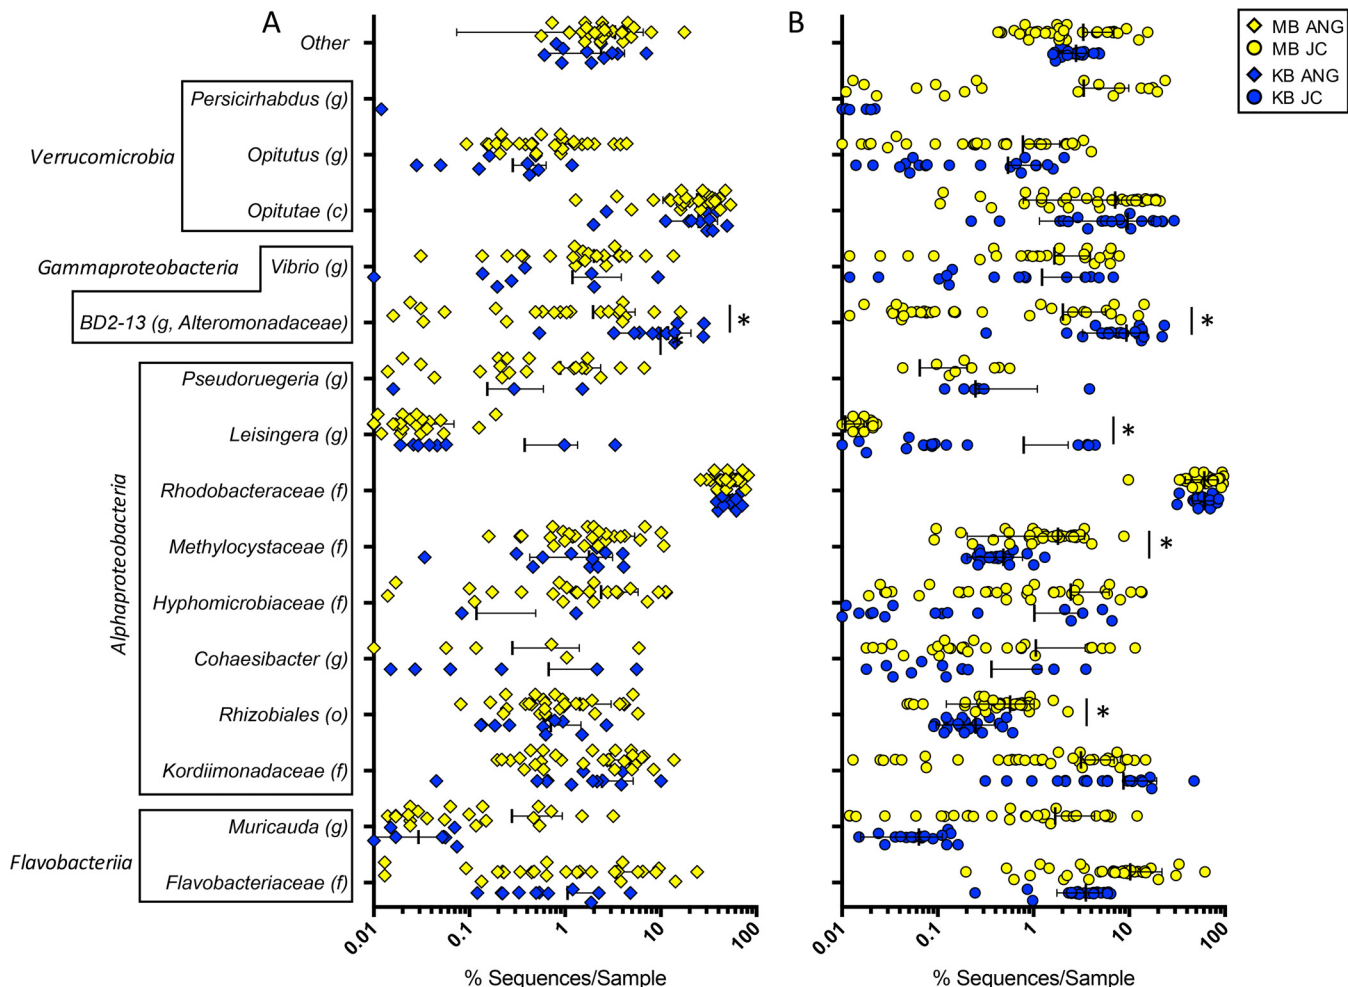 A
B
MB ANG
MB JC
KB ANG
KB JC
Other
Persicirhabdus (g)
Verrucomicrobia
Opitutus (g)
Opitutae (c)
Gammaproteobacteria
Vibrio (g)
BD2-13 (g, Alteromonadaceae)
*
*
*
Pseudoruegeria (g)
Leisingera (g)
*
Alphaproteobacteria
Rhodobacteraceae (f)
Methylocystaceae (f)
*
Hyphomicrobiaceae (f)
Cohaesibacter (g)
Rhizobiales (o)
*
Kordiimonadaceae (f)
Muricauda (g)
Flavobacteriia
Flavobacteriaceae (f)
0.01 0.1 1 10 100
0.01 0.1 1 10 100
% Sequences/Sample
% Sequences/Sample